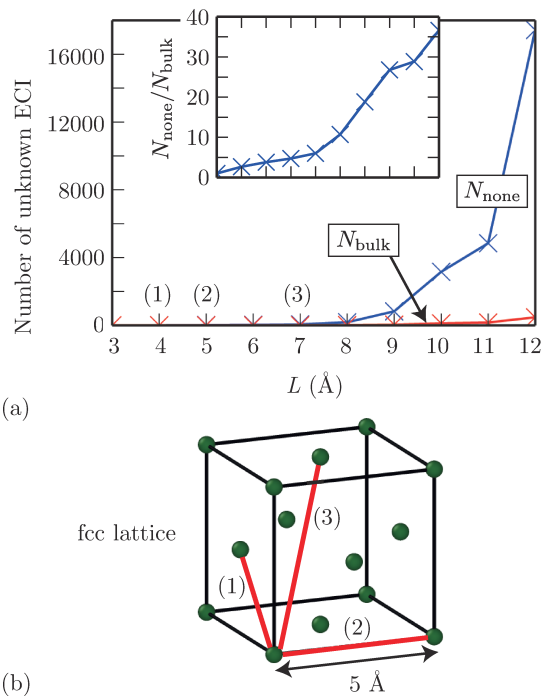 40
30
20
10
0
N_none/N_bulk
16000
12000
8000
4000
0
Number of unknown ECI
N_none
N_bulk
(1) (2) (3)
3 4 5 6 7 8 9 10 11 12
L (Å)
(a)
fcc lattice
(3)
(1)
(2)
5 Å
(b)